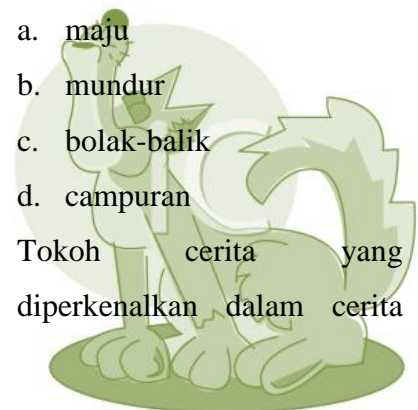 a. maju
b. mundur
c. bolak-balik
d. campuran
Tokoh cerita yang
diperkenalkan dalam cerita